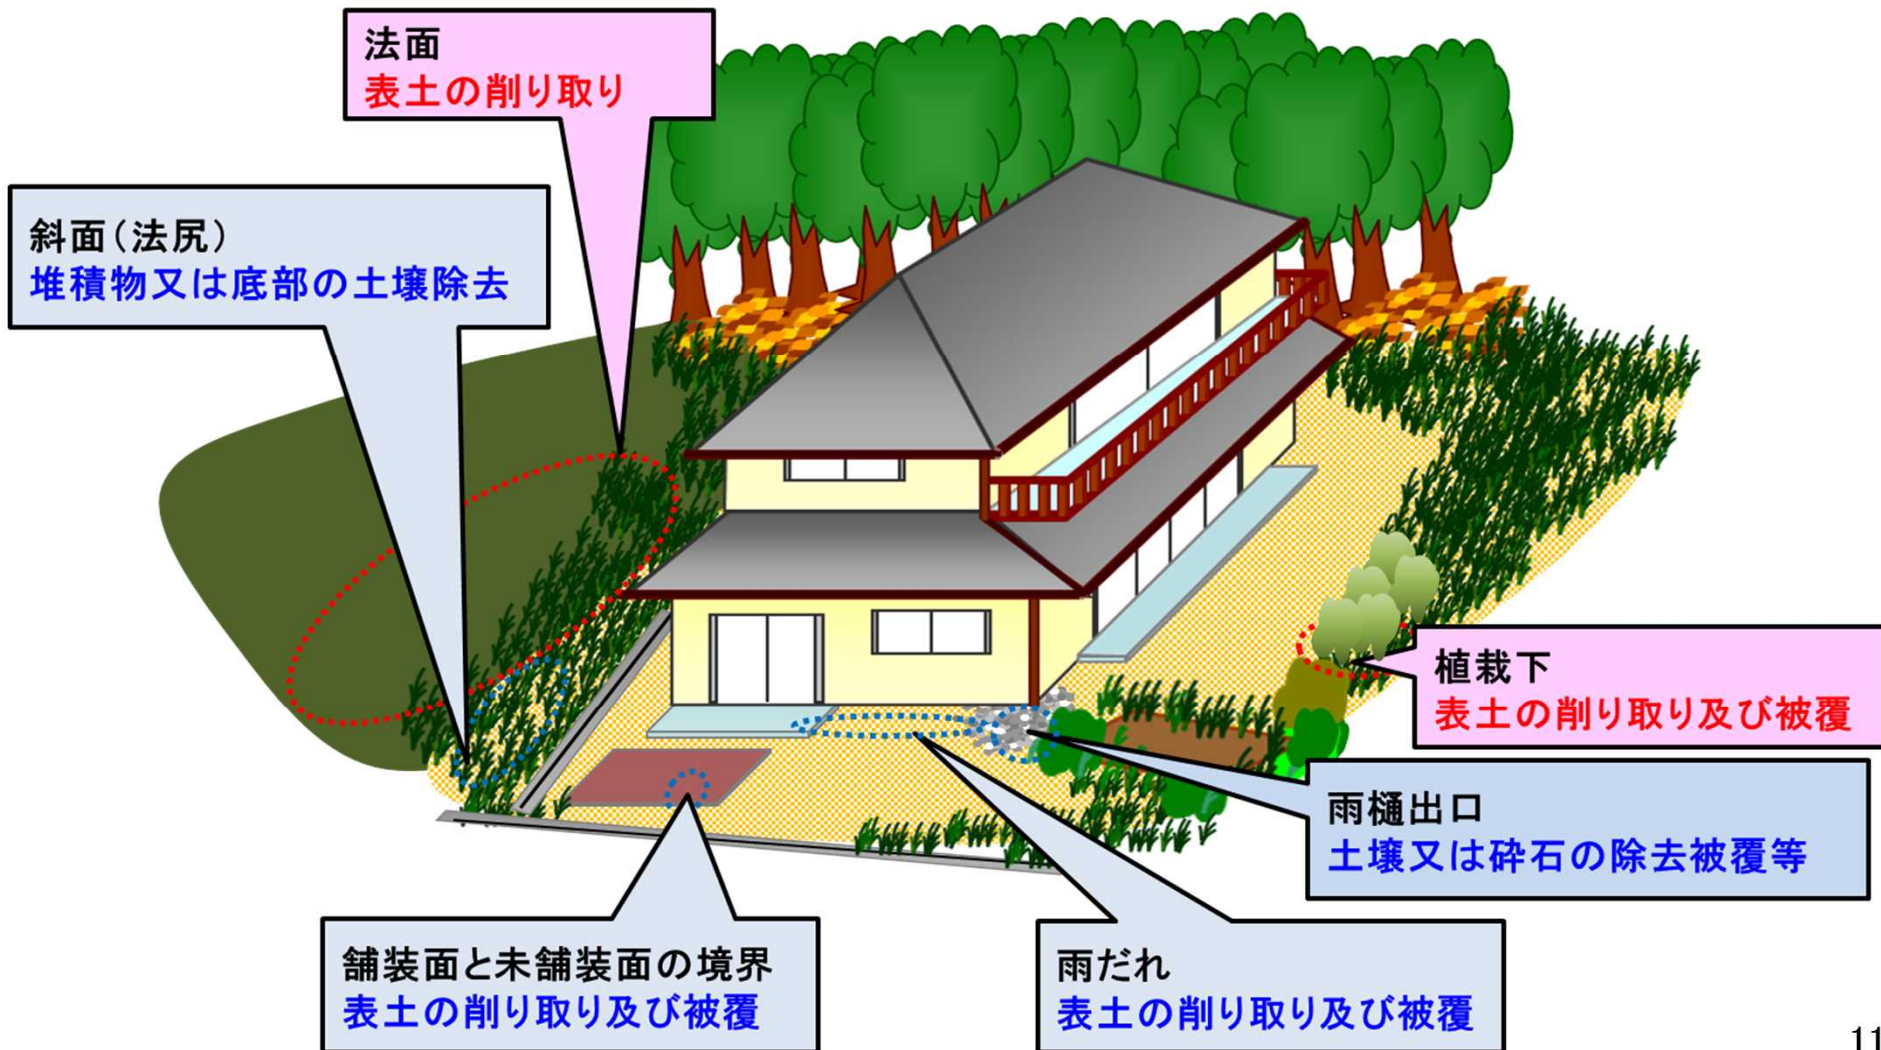 法面
表土の削り取り
斜面（法尻）
堆積物又は底部の土壌除去
植栽下
表土の削り取り及び被覆
雨樋出口
土壌又は砕石の除去被覆等
舗装面と未舗装面の境界
表土の削り取り及び被覆
雨だれ
表土の削り取り及び被覆
11